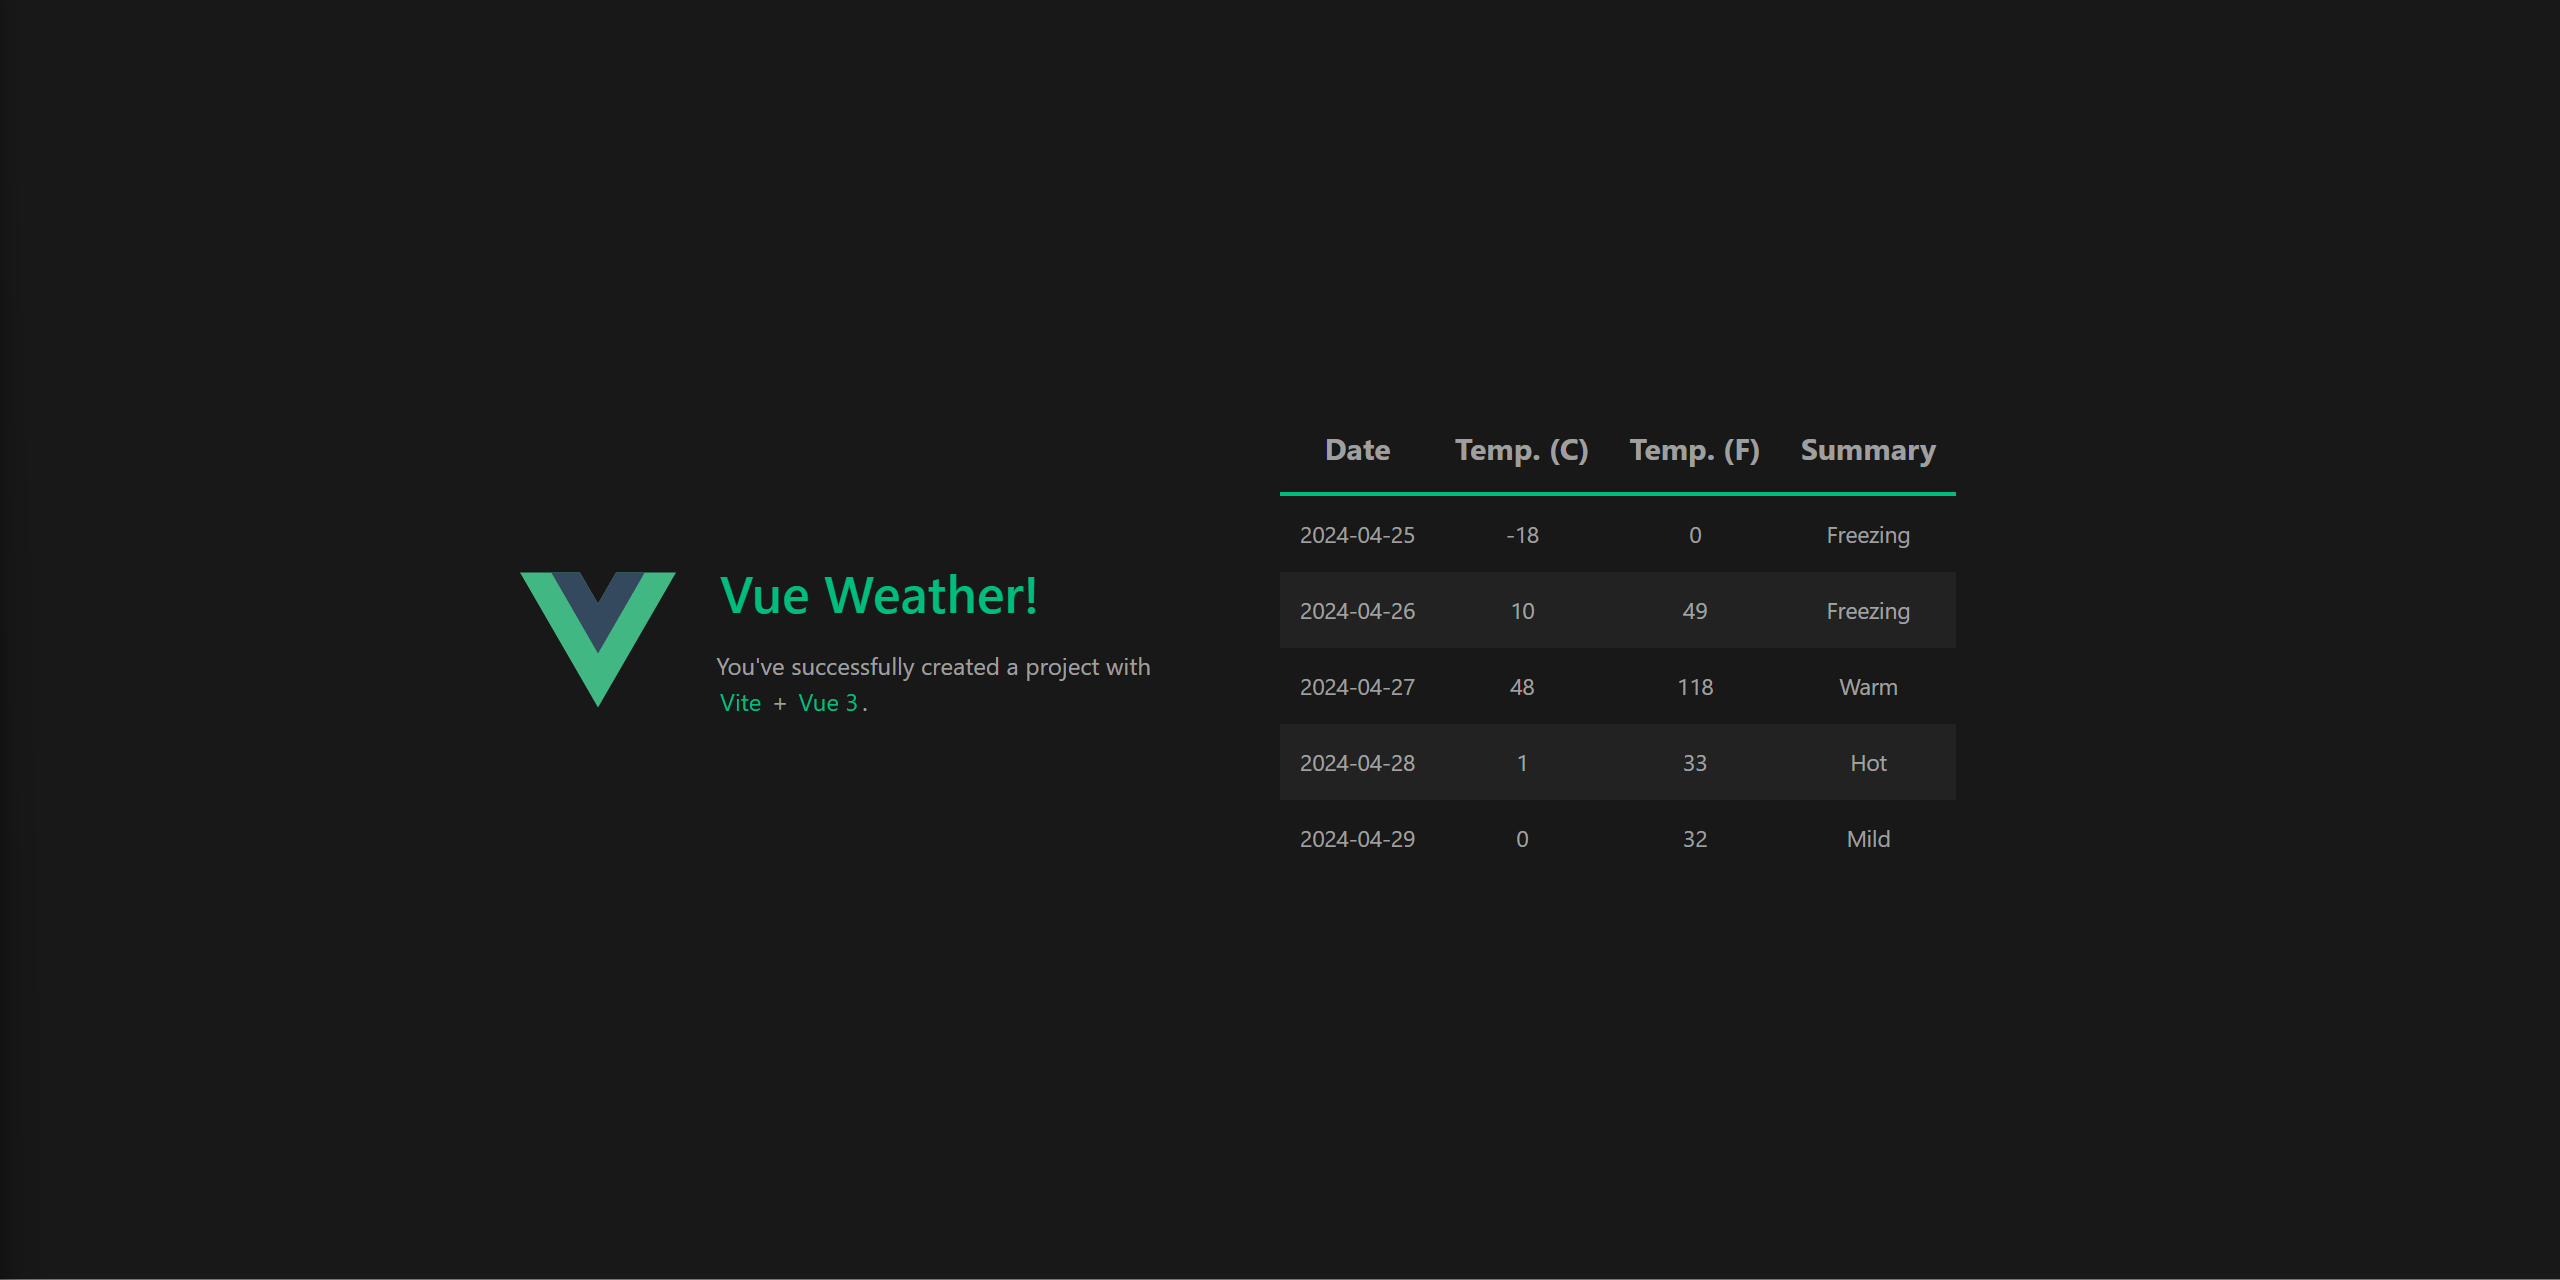 Vue Weather!
You've successfully created a project with
Vite + Vue 3.
Date Temp. (C) Temp. (F) Summary
2024-04-25 -18 0 Freezing
2024-04-26 10 49 Freezing
2024-04-27 48 118 Warm
2024-04-28 1 33 Hot
2024-04-29 0 32 Mild